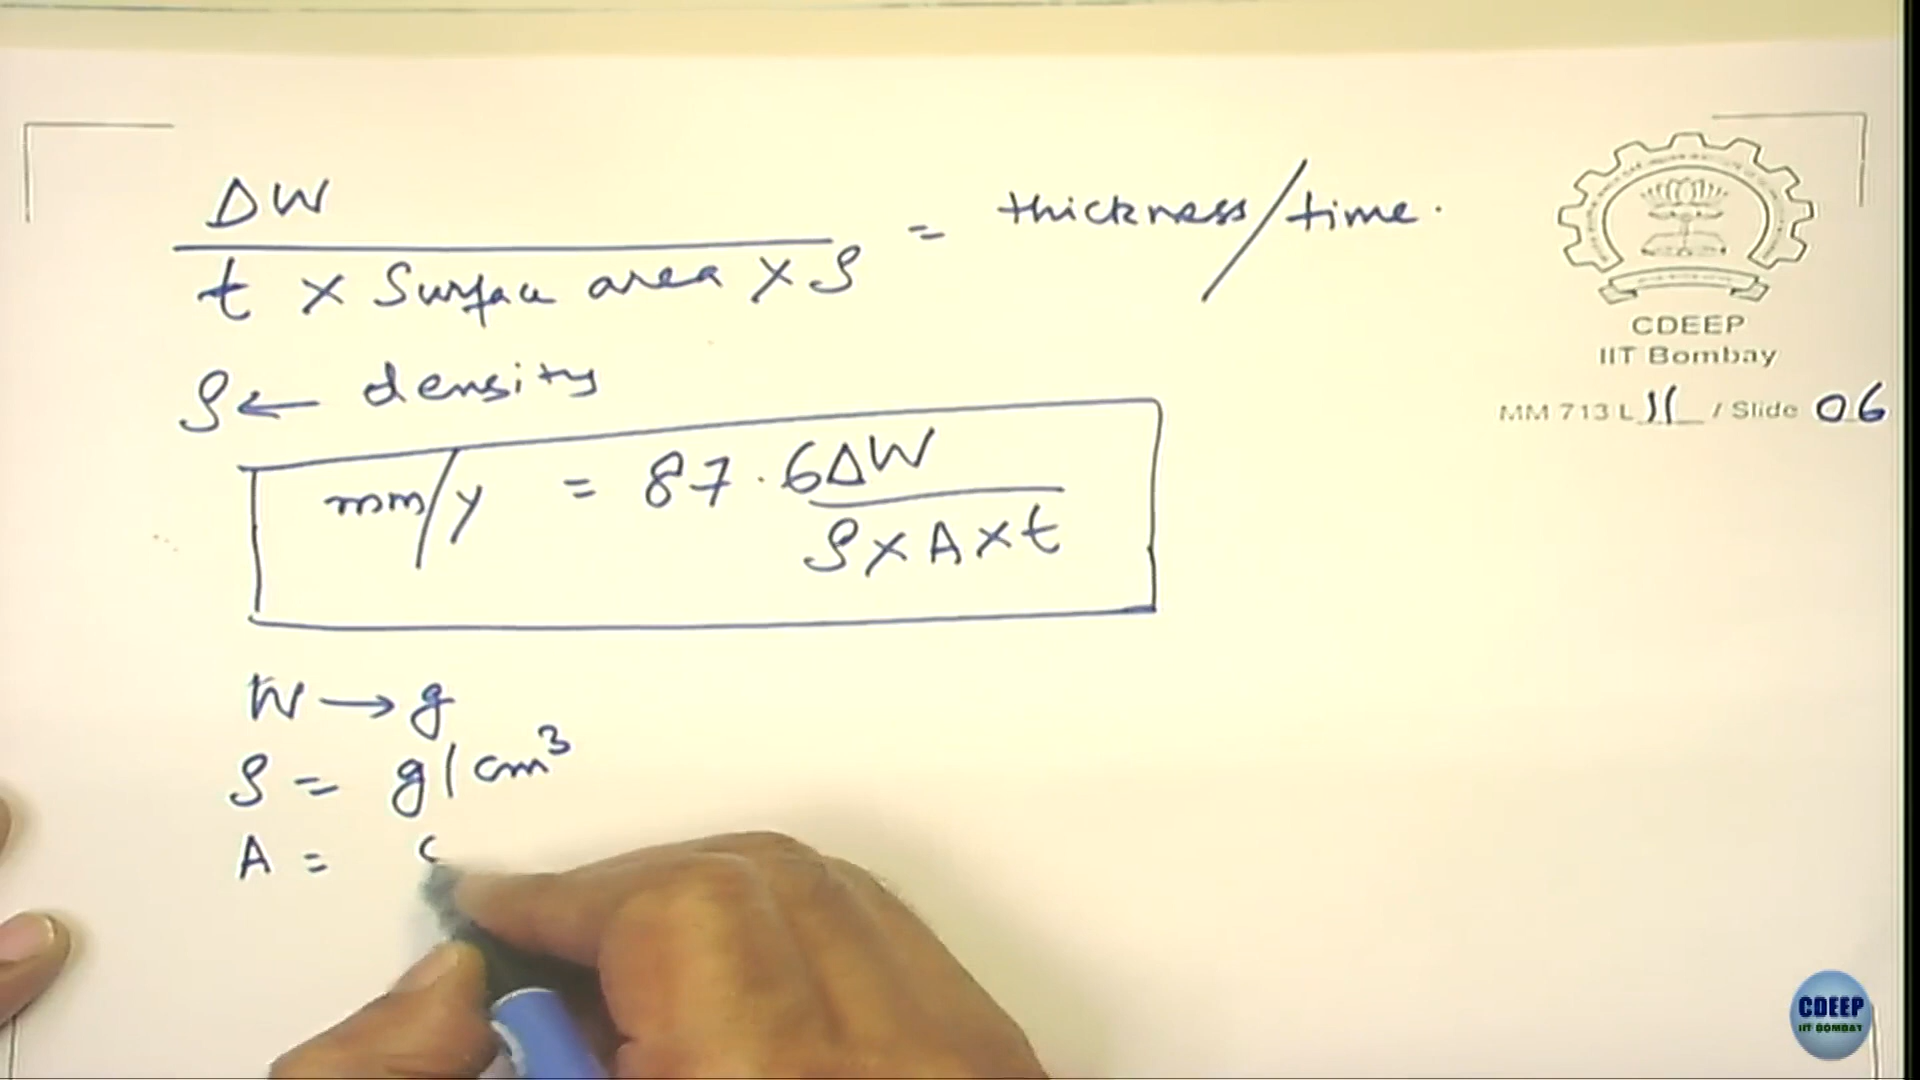 ΔW
t × Surface area × ρ = thickness/time.
ρ ← density
mm/y = 87.6ΔW
ρ × A × t
W → g
ρ = g/cm³
A = c
CDEEP
IIT Bombay
MM 713 L 11 / Slide 06
CDEEP
IIT BOMBAY